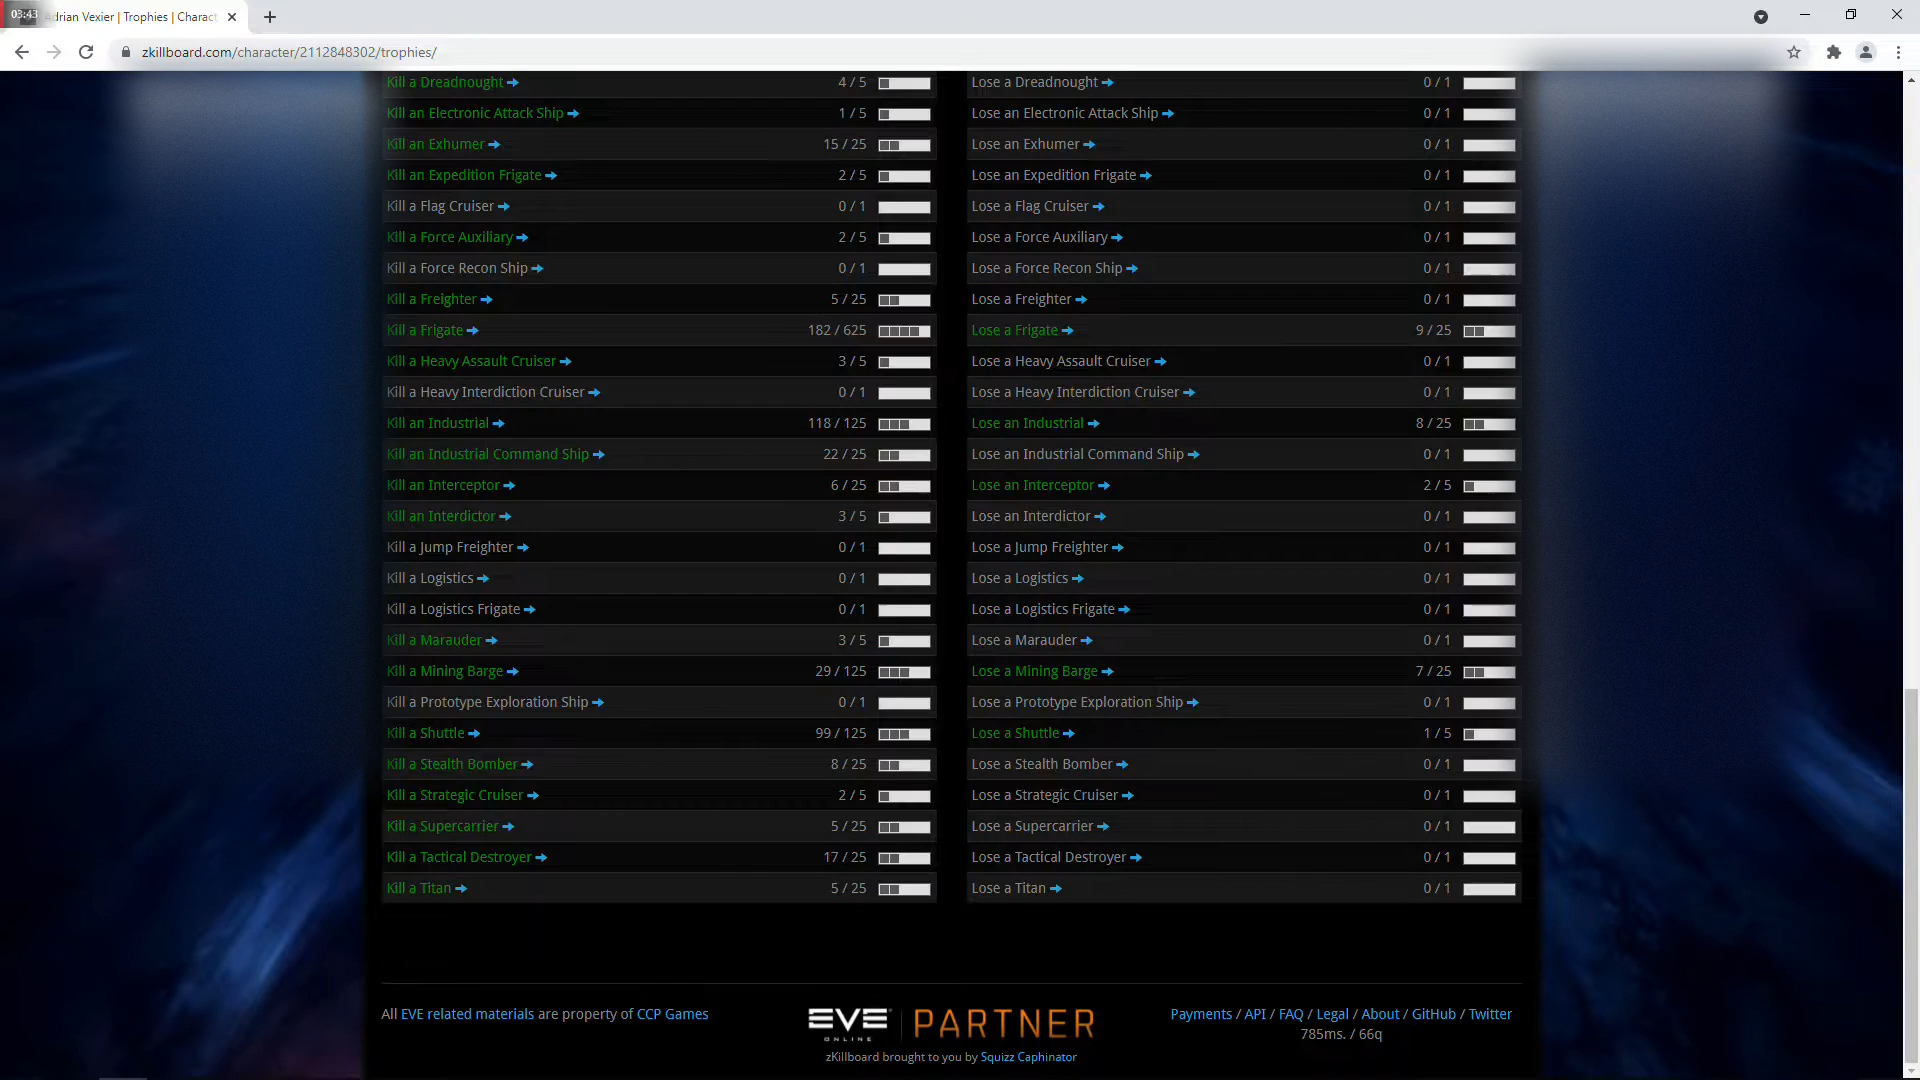 03:43
drian Vexier | Trophies | Charact
zkillboard.com/character/2112848302/trophies/
Kill a Dreadnought 4 / 5 Lose a Dreadnought 0 / 1
Kill an Electronic Attack Ship 1 / 5 Lose an Electronic Attack Ship 0 / 1
Kill an Exhumer 15 / 25 Lose an Exhumer 0 / 1
Kill an Expedition Frigate 2 / 5 Lose an Expedition Frigate 0 / 1
Kill a Flag Cruiser 0 / 1 Lose a Flag Cruiser 0 / 1
Kill a Force Auxiliary 2 / 5 Lose a Force Auxiliary 0 / 1
Kill a Force Recon Ship 0 / 1 Lose a Force Recon Ship 0 / 1
Kill a Freighter 5 / 25 Lose a Freighter 0 / 1
Kill a Frigate 182 / 625 Lose a Frigate 9 / 25
Kill a Heavy Assault Cruiser 3 / 5 Lose a Heavy Assault Cruiser 0 / 1
Kill a Heavy Interdiction Cruiser 0 / 1 Lose a Heavy Interdiction Cruiser 0 / 1
Kill an Industrial 118 / 125 Lose an Industrial 8 / 25
Kill an Industrial Command Ship 22 / 25 Lose an Industrial Command Ship 0 / 1
Kill an Interceptor 6 / 25 Lose an Interceptor 2 / 5
Kill an Interdictor 3 / 5 Lose an Interdictor 0 / 1
Kill a Jump Freighter 0 / 1 Lose a Jump Freighter 0 / 1
Kill a Logistics 0 / 1 Lose a Logistics 0 / 1
Kill a Logistics Frigate 0 / 1 Lose a Logistics Frigate 0 / 1
Kill a Marauder 3 / 5 Lose a Marauder 0 / 1
Kill a Mining Barge 29 / 125 Lose a Mining Barge 7 / 25
Kill a Prototype Exploration Ship 0 / 1 Lose a Prototype Exploration Ship 0 / 1
Kill a Shuttle 99 / 125 Lose a Shuttle 1 / 5
Kill a Stealth Bomber 8 / 25 Lose a Stealth Bomber 0 / 1
Kill a Strategic Cruiser 2 / 5 Lose a Strategic Cruiser 0 / 1
Kill a Supercarrier 5 / 25 Lose a Supercarrier 0 / 1
Kill a Tactical Destroyer 17 / 25 Lose a Tactical Destroyer 0 / 1
Kill a Titan 5 / 25 Lose a Titan 0 / 1
All EVE related materials are property of CCP Games
EVE ONLINE | PARTNER
zKillboard brought to you by Squizz Caphinator
Payments / API / FAQ / Legal / About / GitHub / Twitter
785ms. / 66q